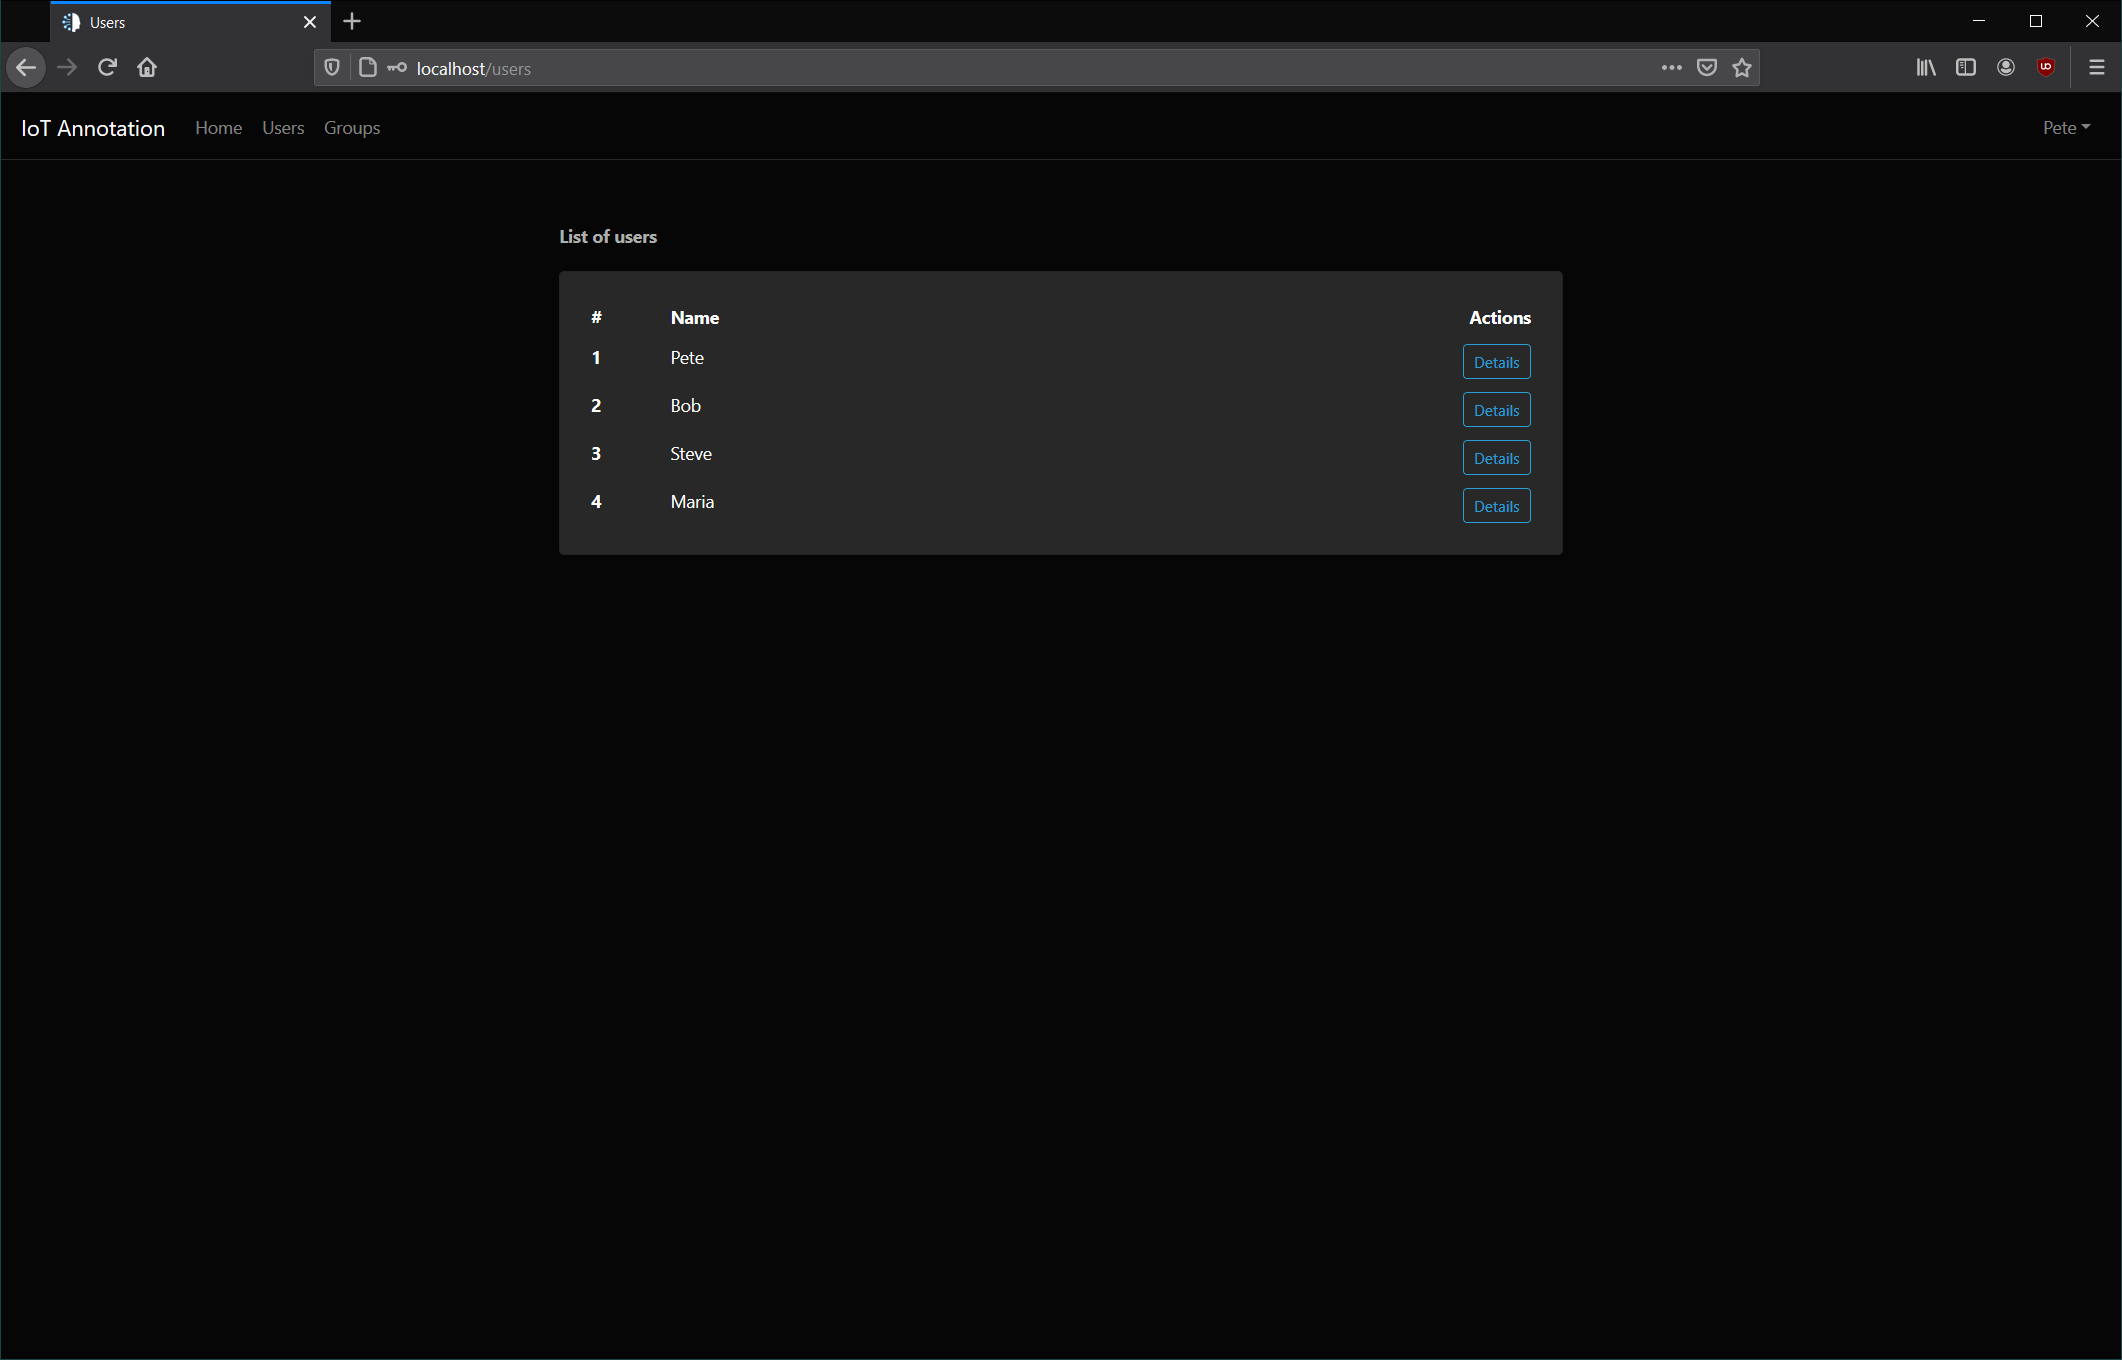 Users
localhost/users
IoT Annotation Home Users Groups Pete
List of users
# Name Actions
1 Pete Details
2 Bob Details
3 Steve Details
4 Maria Details